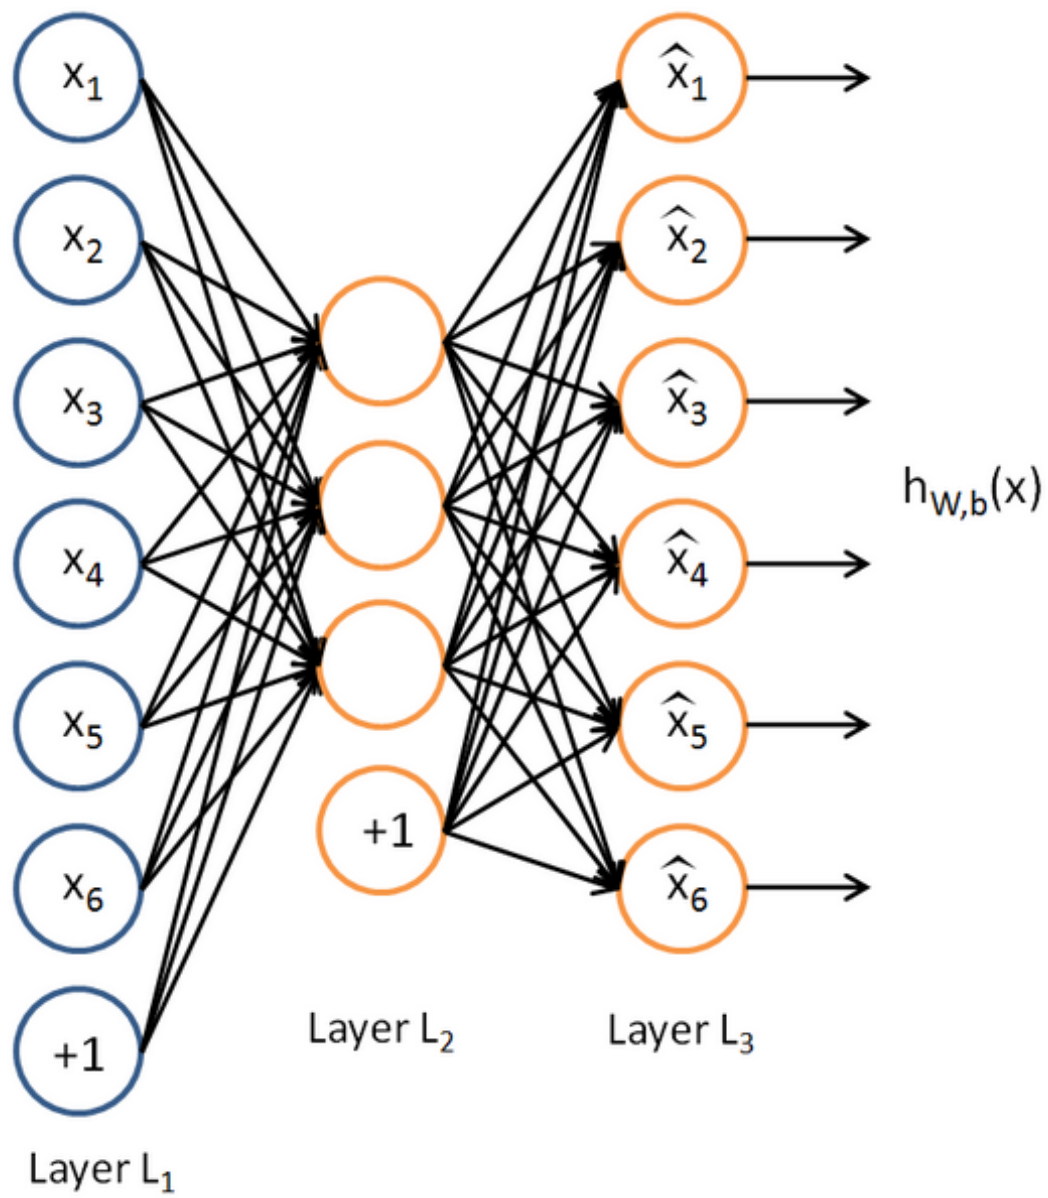 x₁
x₂
x₃
x₄
x₅
x₆
+1
Layer L₁
+1
Layer L₂
x̂₁
x̂₂
x̂₃
x̂₄
x̂₅
x̂₆
Layer L₃
h_W,b(x)